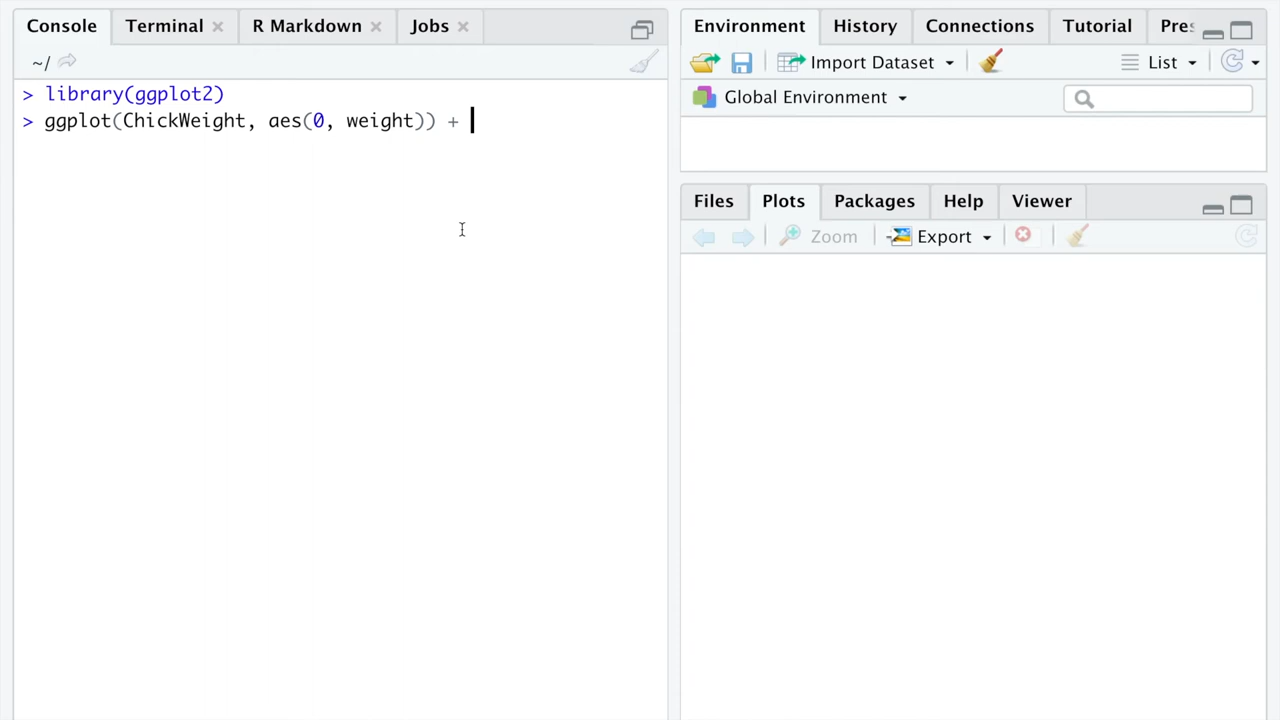 Console Terminal R Markdown Jobs
~/
> library(ggplot2)
> ggplot(ChickWeight, aes(0, weight)) +
Environment History Connections Tutorial Pres
Import Dataset List
Global Environment
Files Plots Packages Help Viewer
Zoom Export